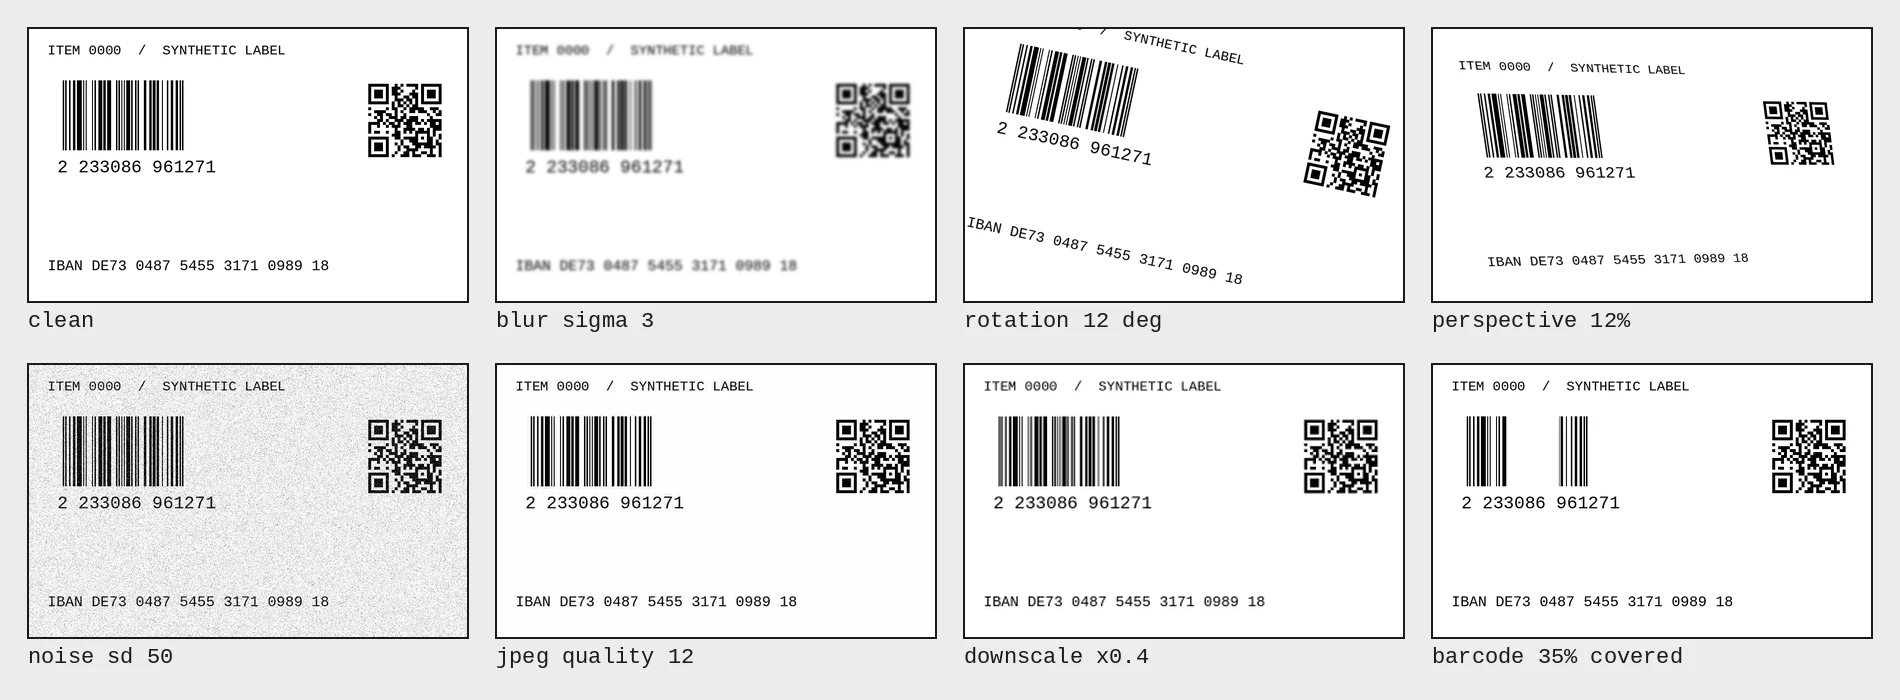 ITEM 0000 / SYNTHETIC LABEL
2 233086 961271
IBAN DE73 0487 5455 3171 0989 18
clean
ITEM 0000 / SYNTHETIC LABEL
2 233086 961271
IBAN DE73 0487 5455 3171 0989 18
blur sigma 3
/ SYNTHETIC LABEL
2 233086 961271
IBAN DE73 0487 5455 3171 0989 18
rotation 12 deg
ITEM 0000 / SYNTHETIC LABEL
2 233086 961271
IBAN DE73 0487 5455 3171 0989 18
perspective 12%
ITEM 0000 / SYNTHETIC LABEL
2 233086 961271
IBAN DE73 0487 5455 3171 0989 18
noise sd 50
ITEM 0000 / SYNTHETIC LABEL
2 233086 961271
IBAN DE73 0487 5455 3171 0989 18
jpeg quality 12
ITEM 0000 / SYNTHETIC LABEL
2 233086 961271
IBAN DE73 0487 5455 3171 0989 18
downscale x0.4
ITEM 0000 / SYNTHETIC LABEL
2 233086 961271
IBAN DE73 0487 5455 3171 0989 18
barcode 35% covered